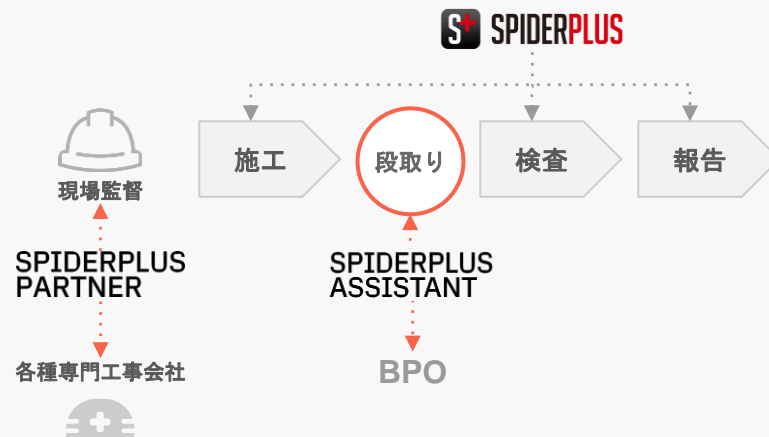 S+ SPIDERPLUS
施工
段取り
検査
報告
現場監督
SPIDERPLUS
PARTNER
SPIDERPLUS
ASSISTANT
各種専門工事会社
BPO